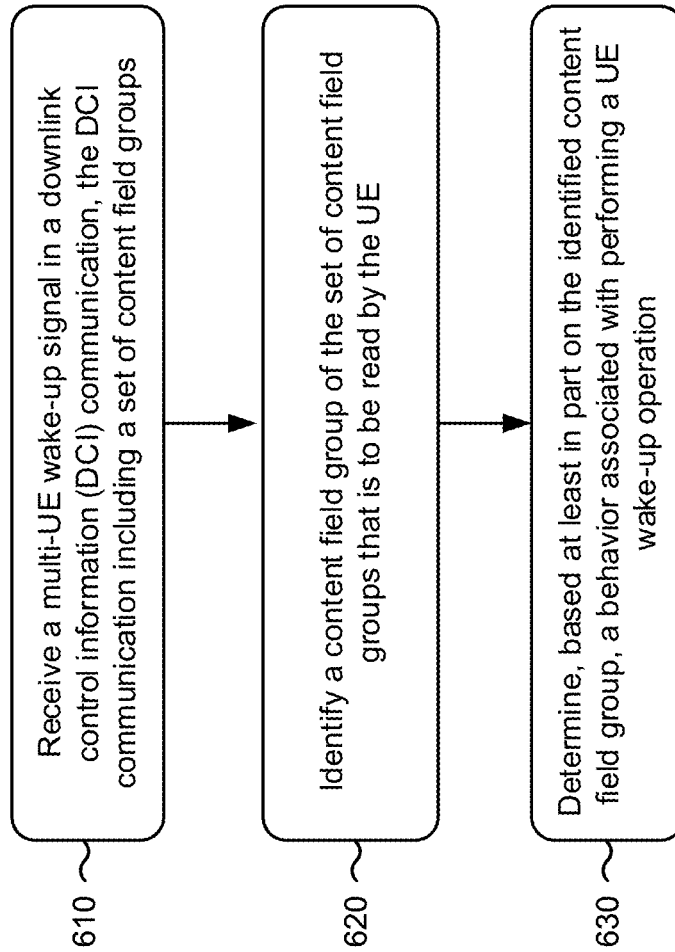 610
Receive a multi-UE wake-up signal in a downlink
control information (DCI) communication, the DCI
communication including a set of content field groups
620
Identify a content field group of the set of content field
groups that is to be read by the UE
630
Determine, based at least in part on the identified content
field group, a behavior associated with performing a UE
wake-up operation